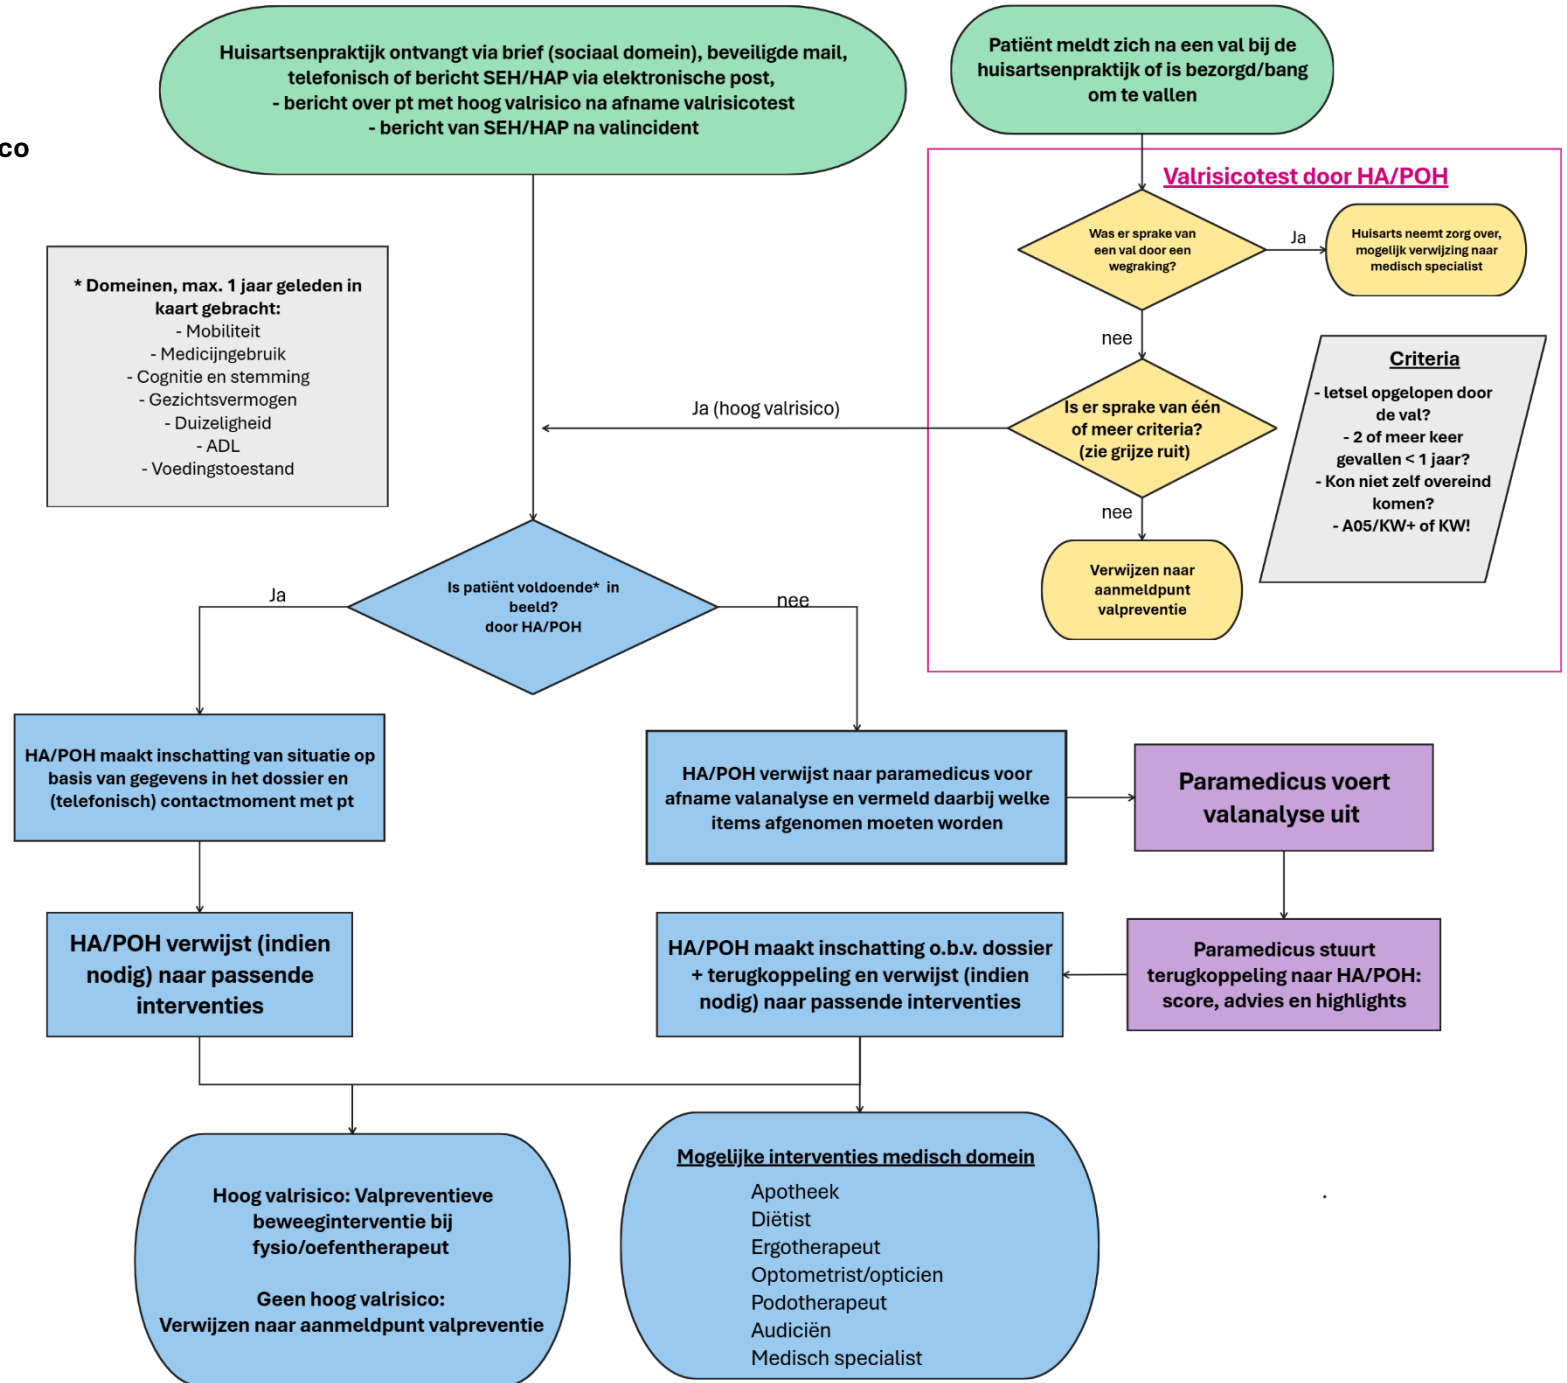 Huisartsenpraktijk ontvangt via brief (sociaal domein), beveiligde mail,
telefonisch of bericht SEH/HAP via elektronische post,
- bericht over pt met hoog valrisico na afname valrisicotest
- bericht van SEH/HAP na valincident
Patiënt meldt zich na een val bij de
huisartsenpraktijk of is bezorgd/bang
om te vallen
co
Valrisicotest door HA/POH
Was er sprake van
een val door een
wegraking?
Ja
Huisarts neemt zorg over,
mogelijk verwijzing naar
medisch specialist
* Domeinen, max. 1 jaar geleden in
kaart gebracht:
- Mobiliteit
- Medicijngebruik
- Cognitie en stemming
- Gezichtsvermogen
- Duizeligheid
- ADL
- Voedingstoestand
nee
Criteria
- letsel opgelopen door
de val?
- 2 of meer keer
gevallen < 1 jaar?
- Kon niet zelf overeind
komen?
- A05/KW+ of KW!
Ja (hoog valrisico)
Is er sprake van één
of meer criteria?
(zie grijze ruit)
nee
Verwijzen naar
aanmeldpunt
valpreventie
Is patiënt voldoende* in
beeld?
door HA/POH
Ja
nee
HA/POH maakt inschatting van situatie op
basis van gegevens in het dossier en
(telefonisch) contactmoment met pt
HA/POH verwijst naar paramedicus voor
afname valanalyse en vermeld daarbij welke
items afgenomen moeten worden
Paramedicus voert
valanalyse uit
HA/POH verwijst (indien
nodig) naar passende
interventies
HA/POH maakt inschatting o.b.v. dossier
+ terugkoppeling en verwijst (indien
nodig) naar passende interventies
Paramedicus stuurt
terugkoppeling naar HA/POH:
score, advies en highlights
Hoog valrisico: Valpreventieve
beweeginterventie bij
fysio/oefentherapeut
Geen hoog valrisico:
Verwijzen naar aanmeldpunt valpreventie
Mogelijke interventies medisch domein
Apotheek
Diëtist
Ergotherapeut
Optometrist/opticien
Podotherapeut
Audiciën
Medisch specialist
.